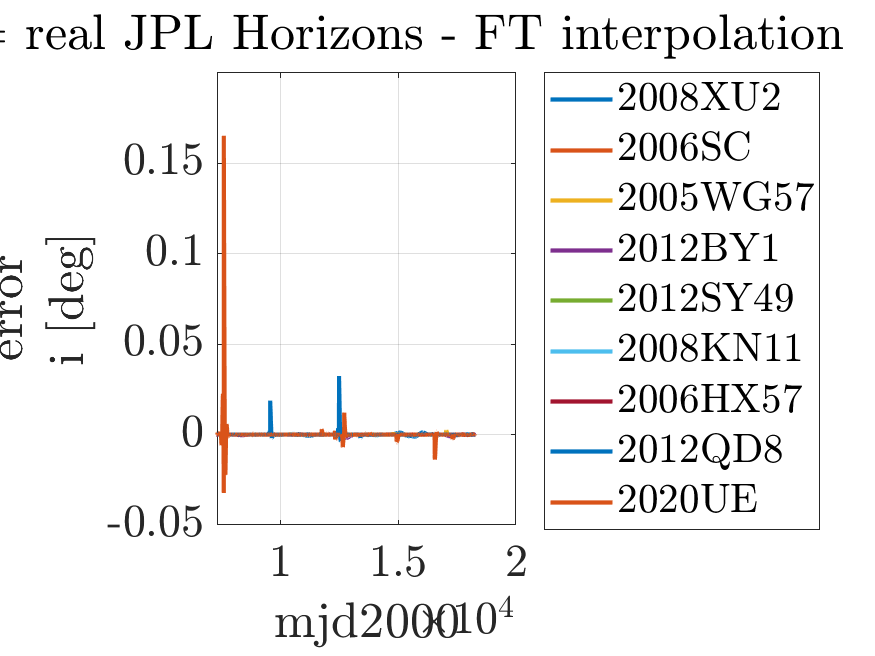 = real JPL Horizons - FT interpolation
error
i [deg]
0.15
0.1
0.05
0
-0.05
1
1.5
2
mjd2000
×10^4
2008XU2
2006SC
2005WG57
2012BY1
2012SY49
2008KN11
2006HX57
2012QD8
2020UE